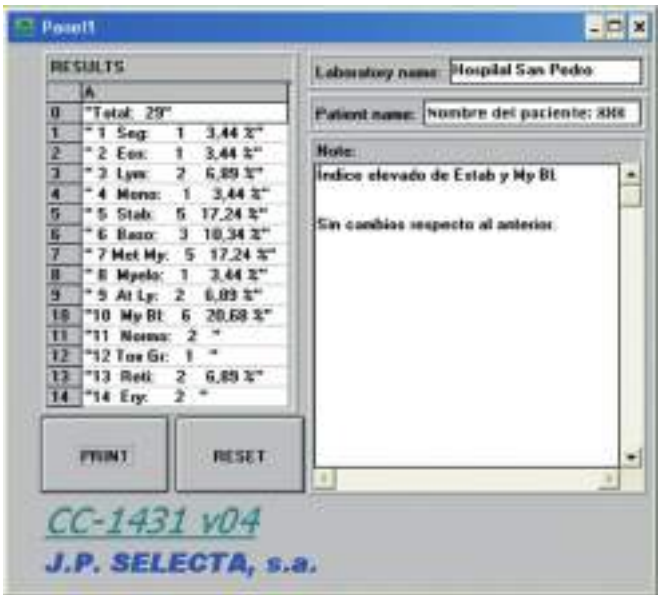 Panel1
RESULTS
A
0 "Total: 29"
1 " 1 Seg: 1 3,44 %"
2 " 2 Eos: 1 3,44 %"
3 " 3 Lym: 2 6,89 %"
4 " 4 Mono: 1 3,44 %"
5 " 5 Stab: 5 17,24 %"
6 " 6 Baso: 3 10,34 %"
7 " 7 Met My: 5 17,24 %"
8 " 8 Myelo: 1 3,44 %"
9 " 9 At Ly: 2 6,89 %"
10 "10 My Bl: 6 20,68 %"
11 "11 Normo: 2 "
12 "12 Tox Gr: 1 "
13 "13 Reti: 2 6,89 %"
14 "14 Ery: 2 "
PRINT
RESET
Laboratory name: Hospital San Pedro
Patient name: Nombre del paciente: XXX
Note:
Indice elevado de Estab y My Bl.
Sin cambios respecto al anterior.
CC-1431 v04
J.P. SELECTA, s.a.